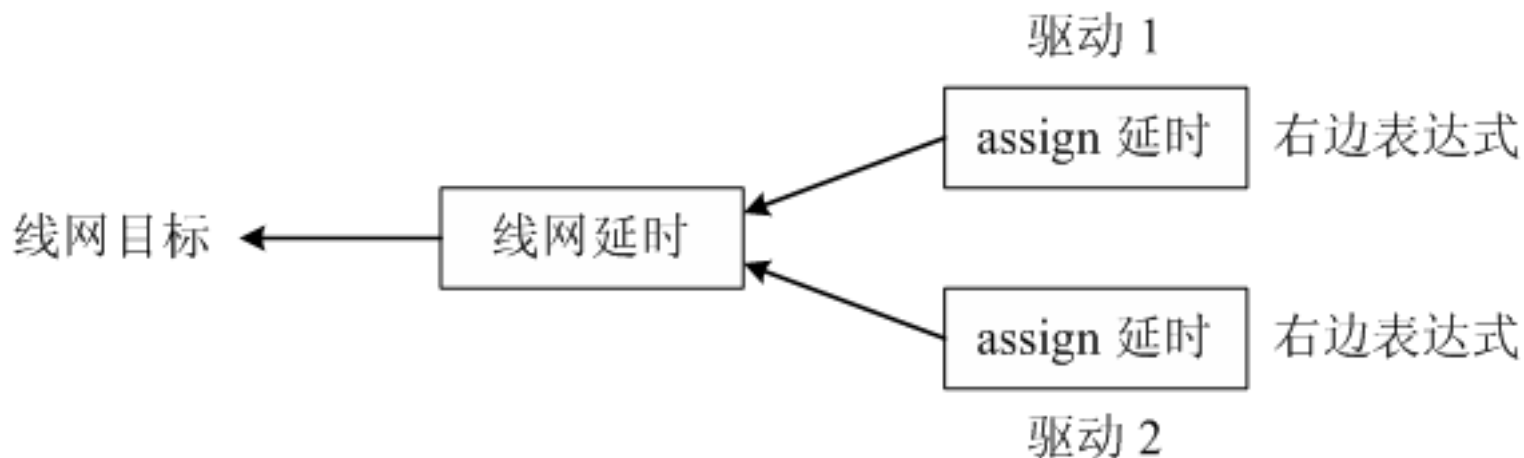 驱动 1
assign 延时 右边表达式
线网目标 线网延时
assign 延时 右边表达式
驱动 2